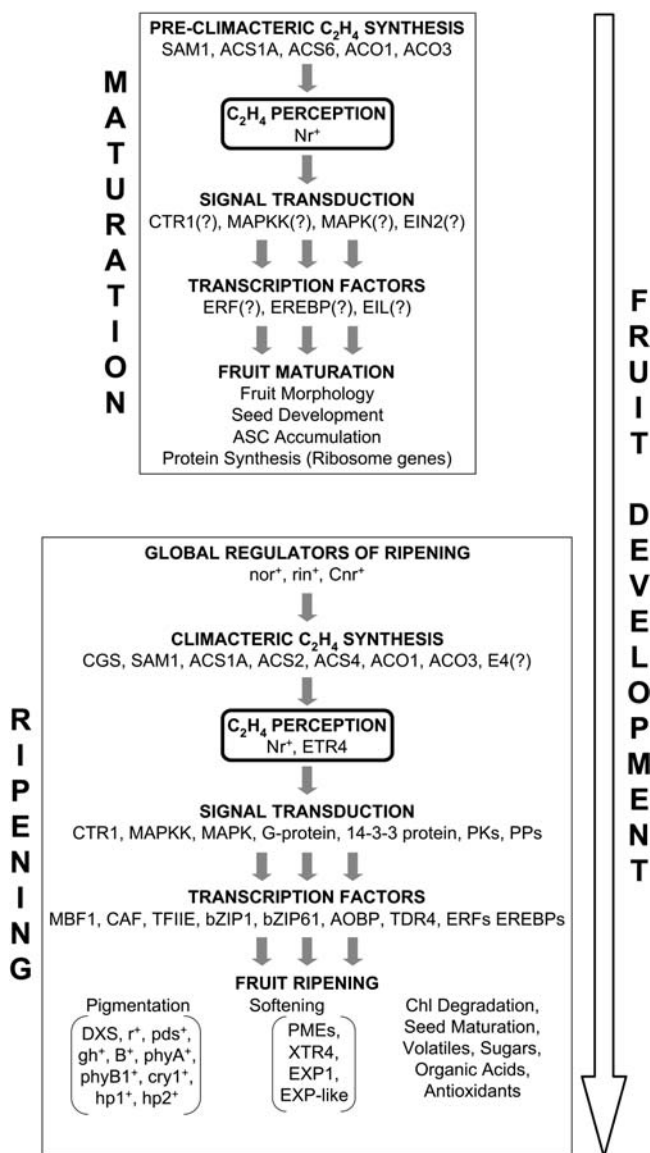 PRE-CLIMACTERIC C₂H₄ SYNTHESIS
SAM1, ACS1A, ACS6, ACO1, ACO3
C₂H₄ PERCEPTION
Nr⁺
SIGNAL TRANSDUCTION
CTR1(?), MAPKK(?), MAPK(?), EIN2(?)
TRANSCRIPTION FACTORS
ERF(?), EREBP(?), EIL(?)
FRUIT MATURATION
Fruit Morphology
Seed Development
ASC Accumulation
Protein Synthesis (Ribosome genes)
MATURATION
GLOBAL REGULATORS OF RIPENING
nor⁺, rin⁺, Cnr⁺
CLIMACTERIC C₂H₄ SYNTHESIS
CGS, SAM1, ACS1A, ACS2, ACS4, ACO1, ACO3, E4(?)
C₂H₄ PERCEPTION
Nr⁺, ETR4
SIGNAL TRANSDUCTION
CTR1, MAPKK, MAPK, G-protein, 14-3-3 protein, PKs, PPs
TRANSCRIPTION FACTORS
MBF1, CAF, TFIIE, bZIP1, bZIP61, AOBP, TDR4, ERFs EREBPs
FRUIT RIPENING
Pigmentation
DXS, r⁺, pds⁺,
gh⁺, B⁺, phyA⁺,
phyB1⁺, cry1⁺,
hp1⁺, hp2⁺
Softening
PMEs,
XTR4,
EXP1,
EXP-like
Chl Degradation,
Seed Maturation,
Volatiles, Sugars,
Organic Acids,
Antioxidants
RIPENING
FRUIT DEVELOPMENT